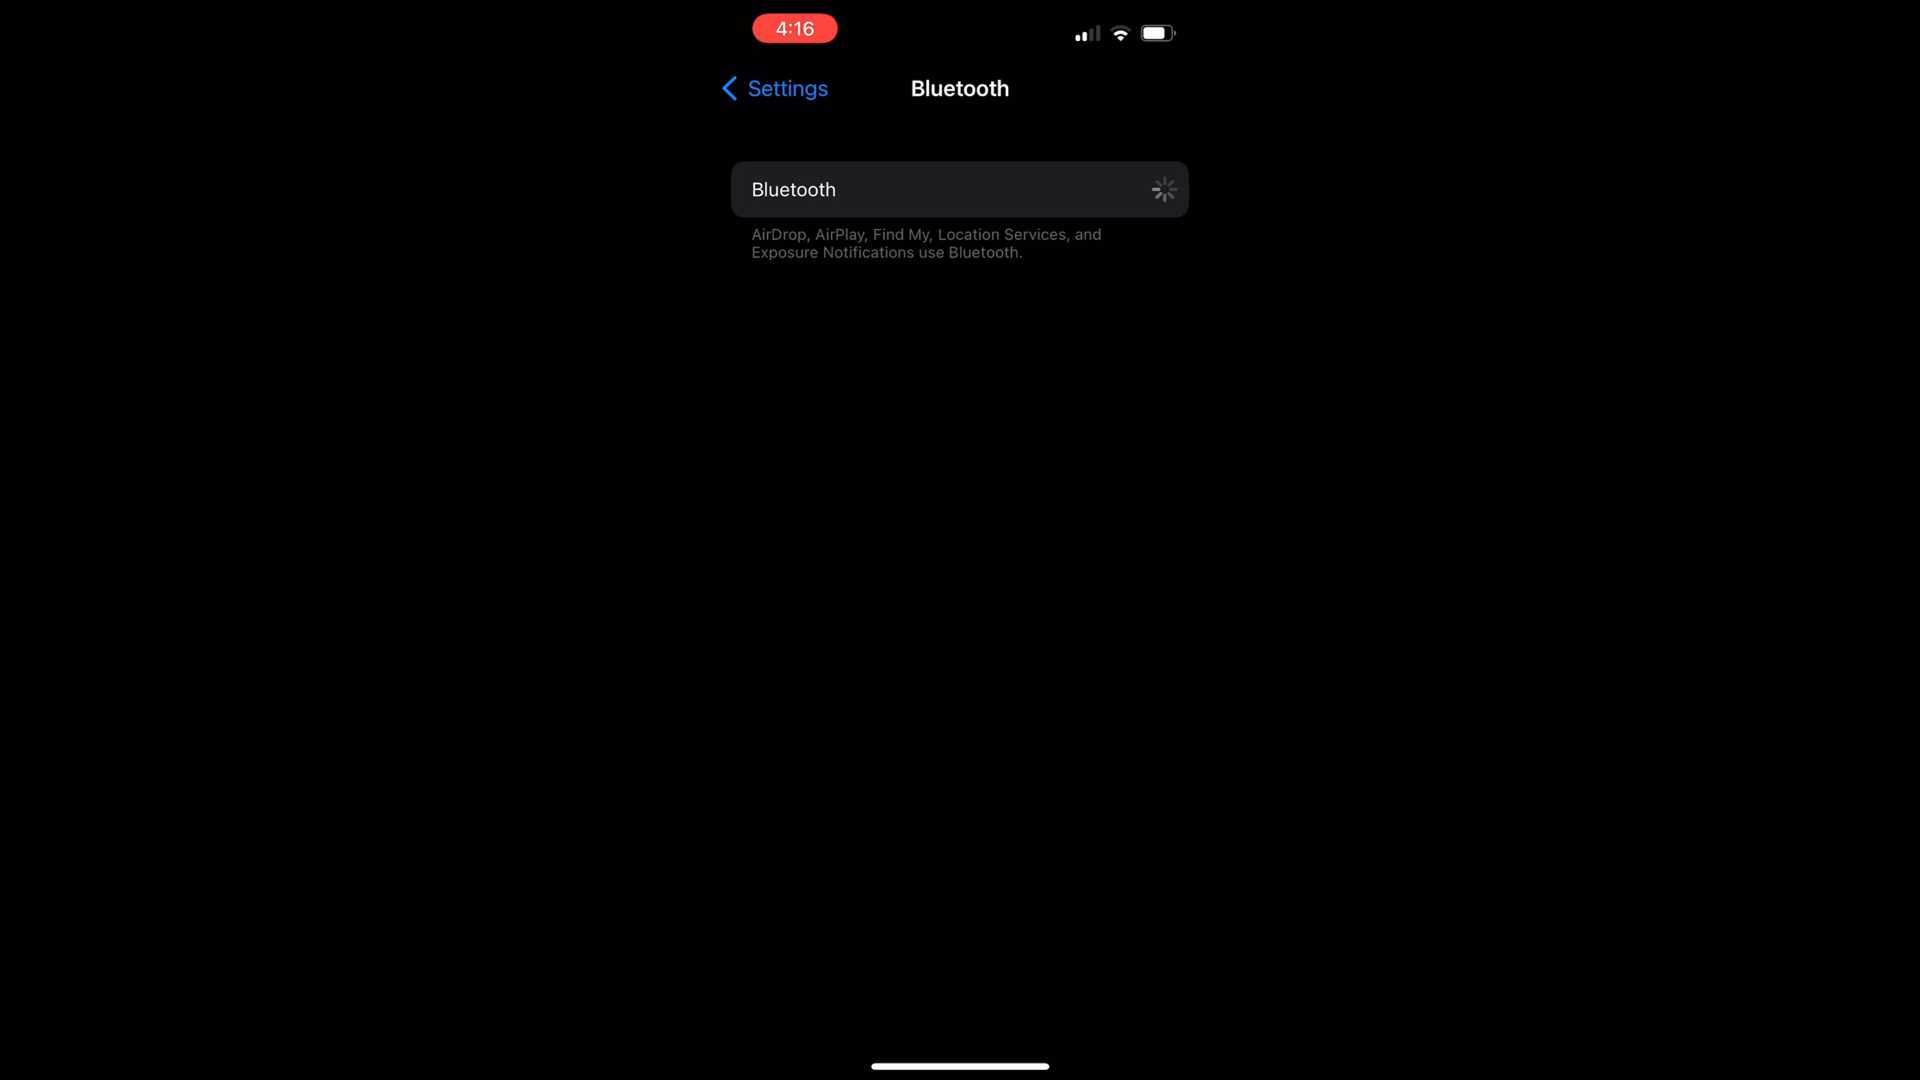 4:16
Settings
Bluetooth
Bluetooth
AirDrop, AirPlay, Find My, Location Services, and
Exposure Notifications use Bluetooth.